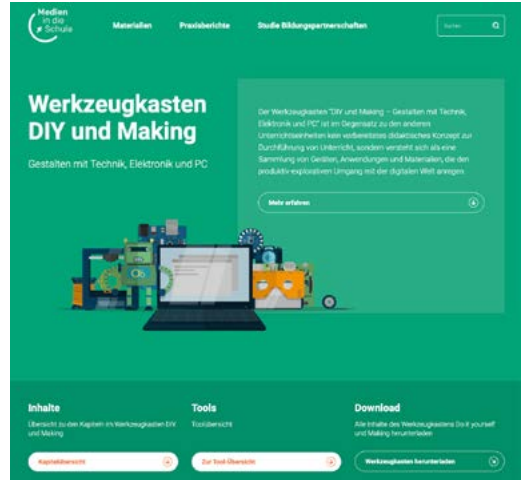 Medien
in die
Schule
Materialien
Praxisberichte
Studie Bildungspartnerschaften
Suchen
Werkzeugkasten
DIY und Making
Gestalten mit Technik, Elektronik und PC
Der Werkzeugkasten "DIY und Making – Gestalten mit Technik,
Elektronik und PC" ist im Gegensatz zu den anderen
Unterrichtseinheiten kein vorbereitetes didaktisches Konzept zur
Durchführung von Unterricht, sondern versteht sich als eine
Sammlung von Geräten, Anwendungen und Materialien, die den
produktiv-explorativen Umgang mit der digitalen Welt anregen.
Mehr erfahren
Inhalte
Übersicht zu den Kapiteln im Werkzeugkasten DIY
und Making
Kapitelübersicht
Tools
Toolübersicht
Zur Tool-Übersicht
Download
Alle Inhalte des Werkzeugkastens Do it yourself
und Making herunterladen
Werkzeugkasten herunterladen